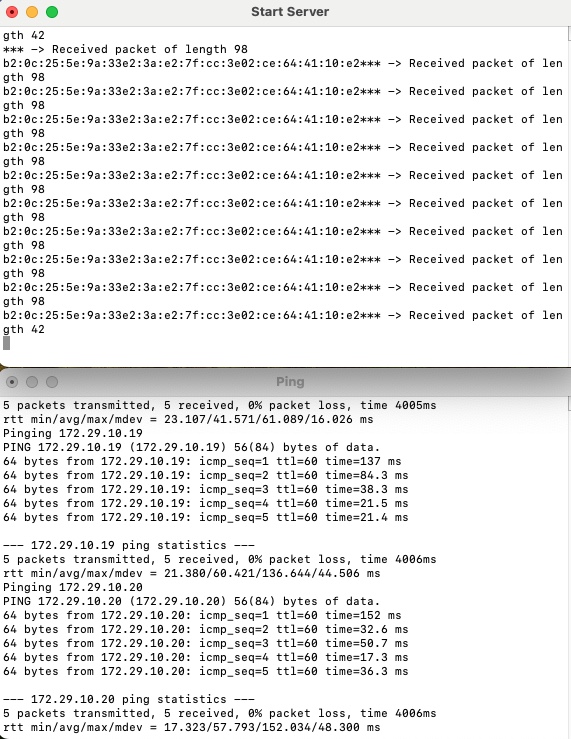 Start Server
gth 42
*** -> Received packet of length 98
b2:0c:25:5e:9a:33e2:3a:e2:7f:cc:3e02:ce:64:41:10:e2*** -> Received packet of len
gth 98
b2:0c:25:5e:9a:33e2:3a:e2:7f:cc:3e02:ce:64:41:10:e2*** -> Received packet of len
gth 98
b2:0c:25:5e:9a:33e2:3a:e2:7f:cc:3e02:ce:64:41:10:e2*** -> Received packet of len
gth 98
b2:0c:25:5e:9a:33e2:3a:e2:7f:cc:3e02:ce:64:41:10:e2*** -> Received packet of len
gth 98
b2:0c:25:5e:9a:33e2:3a:e2:7f:cc:3e02:ce:64:41:10:e2*** -> Received packet of len
gth 98
b2:0c:25:5e:9a:33e2:3a:e2:7f:cc:3e02:ce:64:41:10:e2*** -> Received packet of len
gth 98
b2:0c:25:5e:9a:33e2:3a:e2:7f:cc:3e02:ce:64:41:10:e2*** -> Received packet of len
gth 98
b2:0c:25:5e:9a:33e2:3a:e2:7f:cc:3e02:ce:64:41:10:e2*** -> Received packet of len
gth 98
b2:0c:25:5e:9a:33e2:3a:e2:7f:cc:3e02:ce:64:41:10:e2*** -> Received packet of len
gth 98
b2:0c:25:5e:9a:33e2:3a:e2:7f:cc:3e02:ce:64:41:10:e2*** -> Received packet of len
gth 42
Ping
5 packets transmitted, 5 received, 0% packet loss, time 4005ms
rtt min/avg/max/mdev = 23.107/41.571/61.089/16.026 ms
Pinging 172.29.10.19
PING 172.29.10.19 (172.29.10.19) 56(84) bytes of data.
64 bytes from 172.29.10.19: icmp_seq=1 ttl=60 time=137 ms
64 bytes from 172.29.10.19: icmp_seq=2 ttl=60 time=84.3 ms
64 bytes from 172.29.10.19: icmp_seq=3 ttl=60 time=38.3 ms
64 bytes from 172.29.10.19: icmp_seq=4 ttl=60 time=21.5 ms
64 bytes from 172.29.10.19: icmp_seq=5 ttl=60 time=21.4 ms
--- 172.29.10.19 ping statistics ---
5 packets transmitted, 5 received, 0% packet loss, time 4006ms
rtt min/avg/max/mdev = 21.380/60.421/136.644/44.506 ms
Pinging 172.29.10.20
PING 172.29.10.20 (172.29.10.20) 56(84) bytes of data.
64 bytes from 172.29.10.20: icmp_seq=1 ttl=60 time=152 ms
64 bytes from 172.29.10.20: icmp_seq=2 ttl=60 time=32.6 ms
64 bytes from 172.29.10.20: icmp_seq=3 ttl=60 time=50.7 ms
64 bytes from 172.29.10.20: icmp_seq=4 ttl=60 time=17.3 ms
64 bytes from 172.29.10.20: icmp_seq=5 ttl=60 time=36.3 ms
--- 172.29.10.20 ping statistics ---
5 packets transmitted, 5 received, 0% packet loss, time 4006ms
rtt min/avg/max/mdev = 17.323/57.793/152.034/48.300 ms